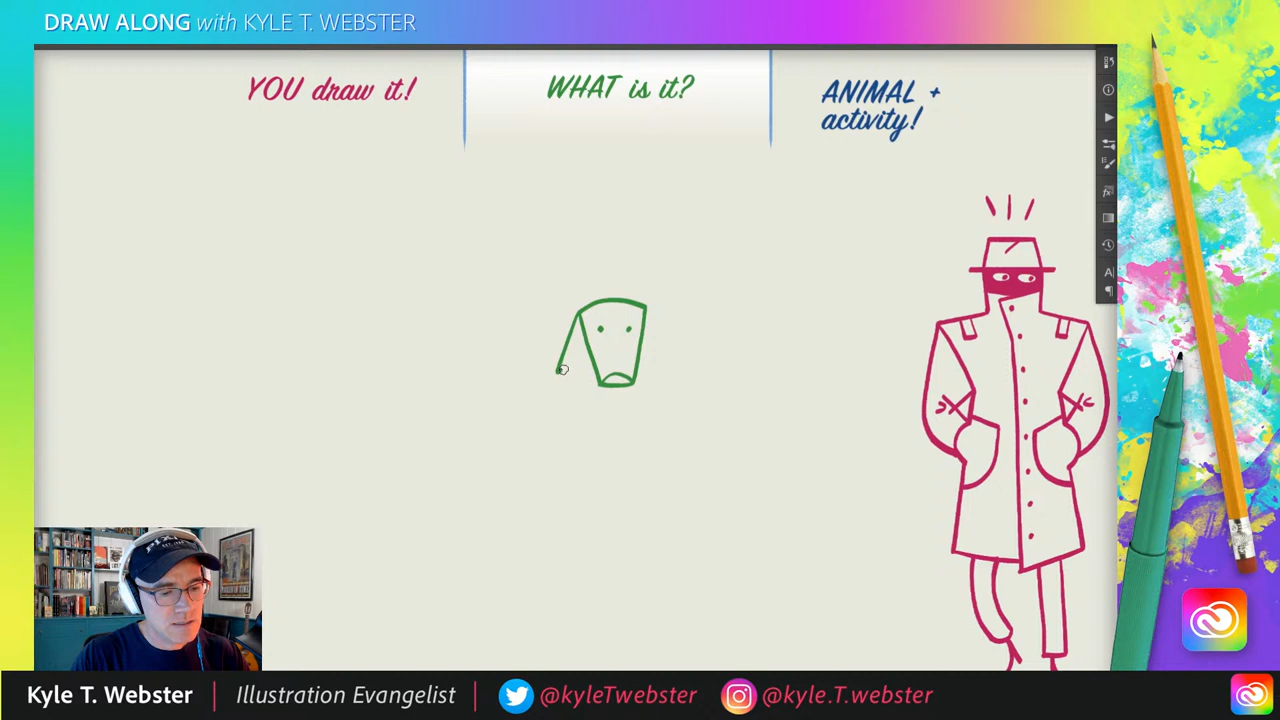 DRAW ALONG with KYLE T. WEBSTER
YOU draw it!
WHAT is it?
ANIMAL +
activity!
Kyle T. Webster | Illustration Evangelist | @kyleTwebster @kyle.T.webster